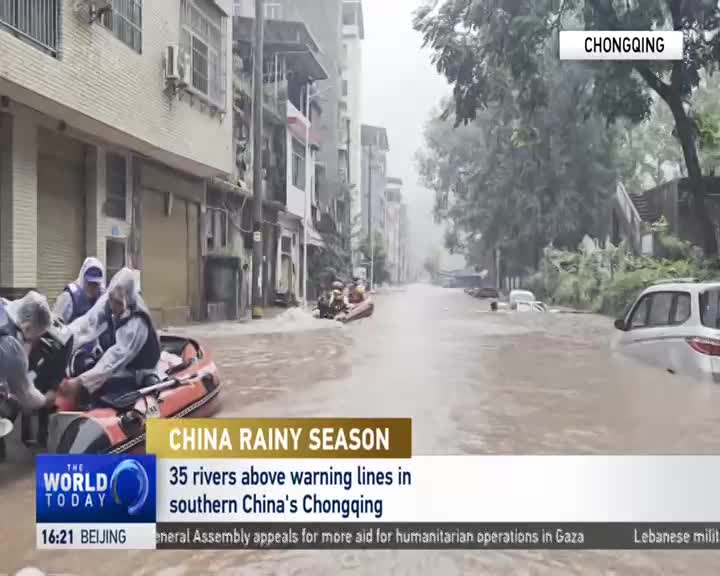 CHONGQING
CHINA RAINY SEASON
35 rivers above warning lines in
southern China's Chongqing
THE
WORLD
TODAY
16:21 BEIJING
eneral Assembly appeals for more aid for humanitarian operations in Gaza Lebanese milit